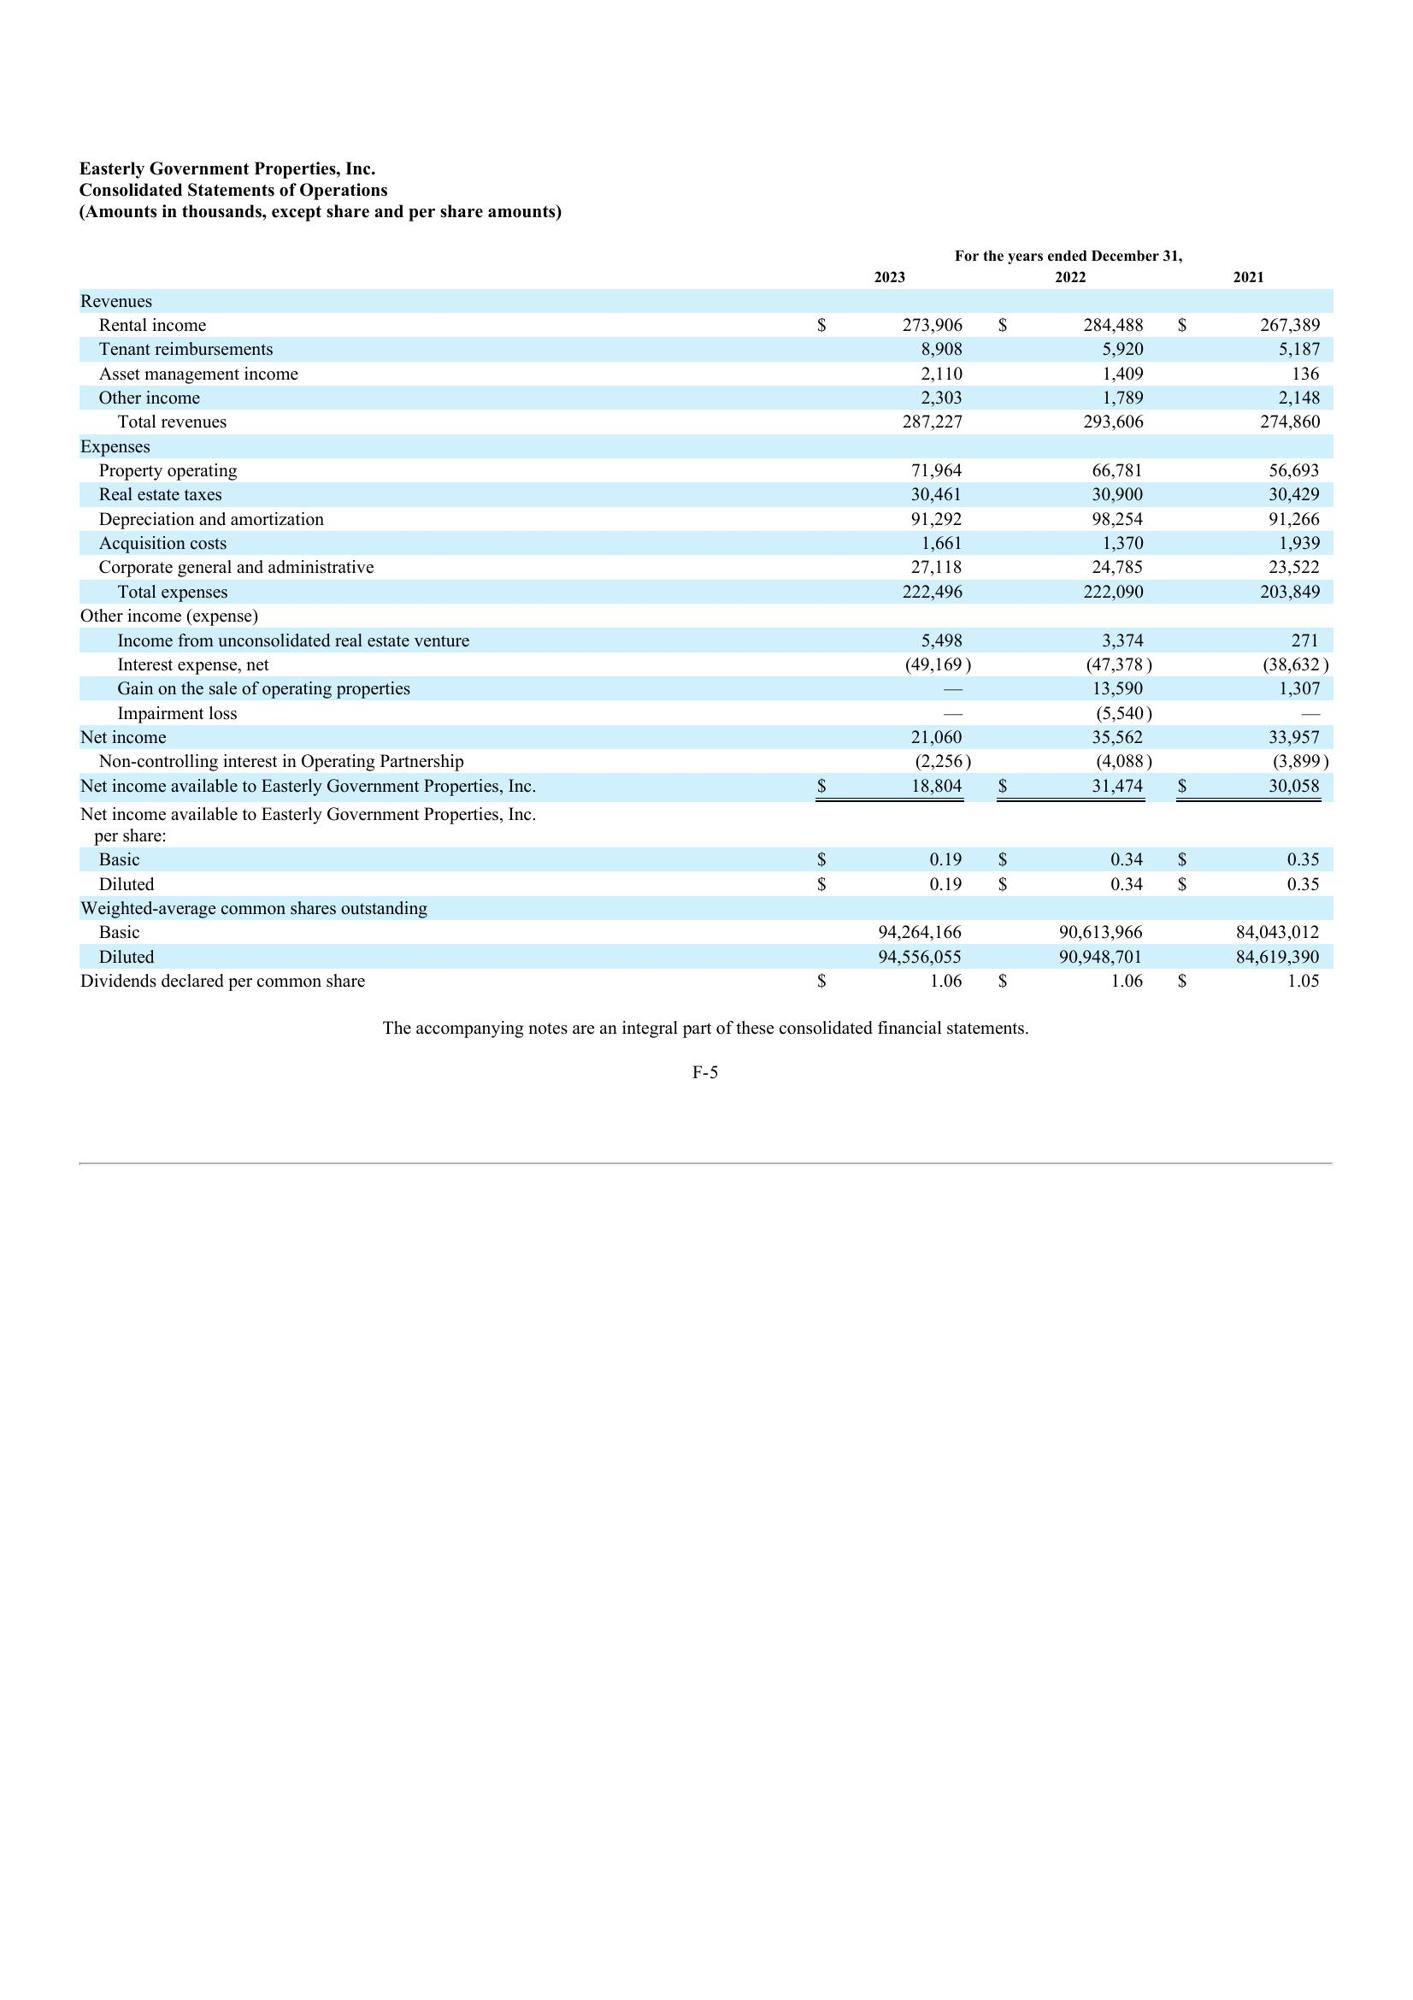 Easterly Government Properties, Inc.
Consolidated Statements of Operations
(Amounts in thousands, except share and per share amounts)
For the years ended December 31,
2023 2022 2021
Revenues
Rental income $ 273,906 $ 284,488 $ 267,389
Tenant reimbursements 8,908 5,920 5,187
Asset management income 2,110 1,409 136
Other income 2,303 1,789 2,148
Total revenues 287,227 293,606 274,860
Expenses
Property operating 71,964 66,781 56,693
Real estate taxes 30,461 30,900 30,429
Depreciation and amortization 91,292 98,254 91,266
Acquisition costs 1,661 1,370 1,939
Corporate general and administrative 27,118 24,785 23,522
Total expenses 222,496 222,090 203,849
Other income (expense)
Income from unconsolidated real estate venture 5,498 3,374 271
Interest expense, net (49,169) (47,378) (38,632)
Gain on the sale of operating properties — 13,590 1,307
Impairment loss — (5,540) —
Net income 21,060 35,562 33,957
Non-controlling interest in Operating Partnership (2,256) (4,088) (3,899)
Net income available to Easterly Government Properties, Inc. $ 18,804 $ 31,474 $ 30,058
Net income available to Easterly Government Properties, Inc.
per share:
Basic $ 0.19 $ 0.34 $ 0.35
Diluted $ 0.19 $ 0.34 $ 0.35
Weighted-average common shares outstanding
Basic 94,264,166 90,613,966 84,043,012
Diluted 94,556,055 90,948,701 84,619,390
Dividends declared per common share $ 1.06 $ 1.06 $ 1.05
The accompanying notes are an integral part of these consolidated financial statements.
F-5